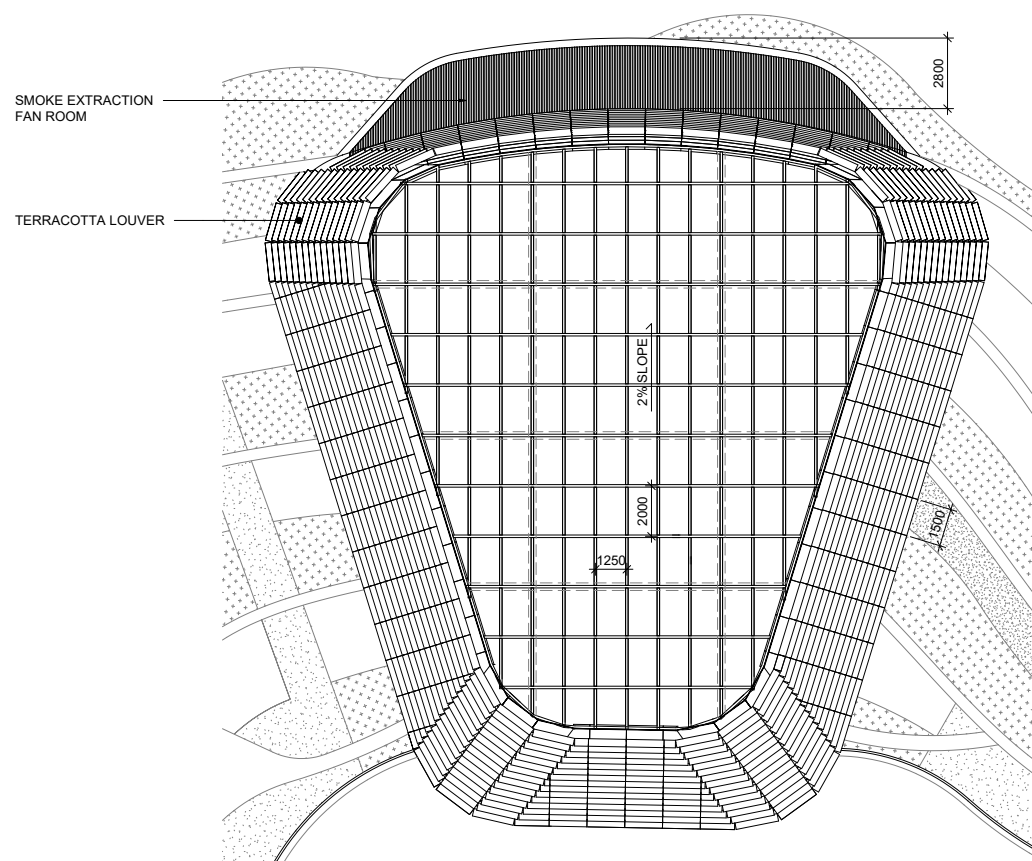 2800
SMOKE EXTRACTION
FAN ROOM
TERRACOTTA LOUVER
2% SLOPE
2000
1500
1250